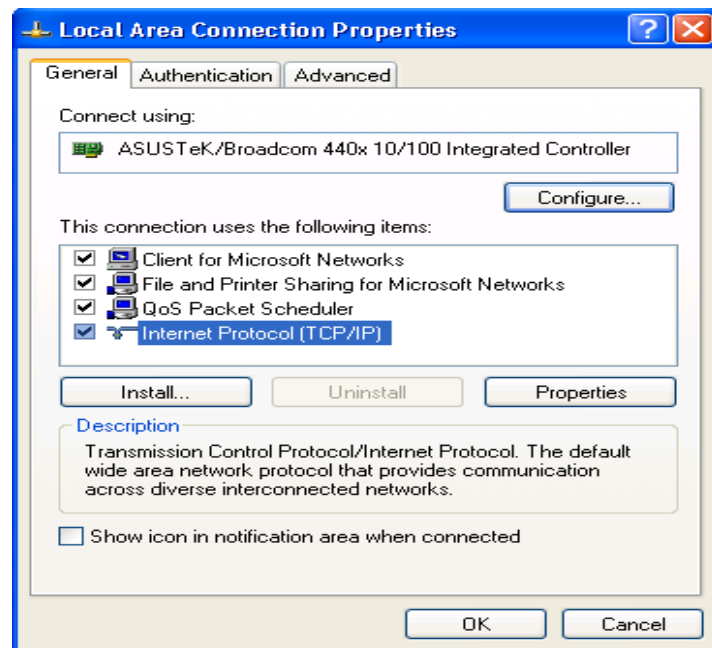 Local Area Connection Properties
General Authentication Advanced
Connect using:
ASUSTeK/Broadcom 440x 10/100 Integrated Controller
Configure...
This connection uses the following items:
Client for Microsoft Networks
File and Printer Sharing for Microsoft Networks
QoS Packet Scheduler
Internet Protocol (TCP/IP)
Install... Uninstall Properties
Description
Transmission Control Protocol/Internet Protocol. The default
wide area network protocol that provides communication
across diverse interconnected networks.
Show icon in notification area when connected
OK Cancel